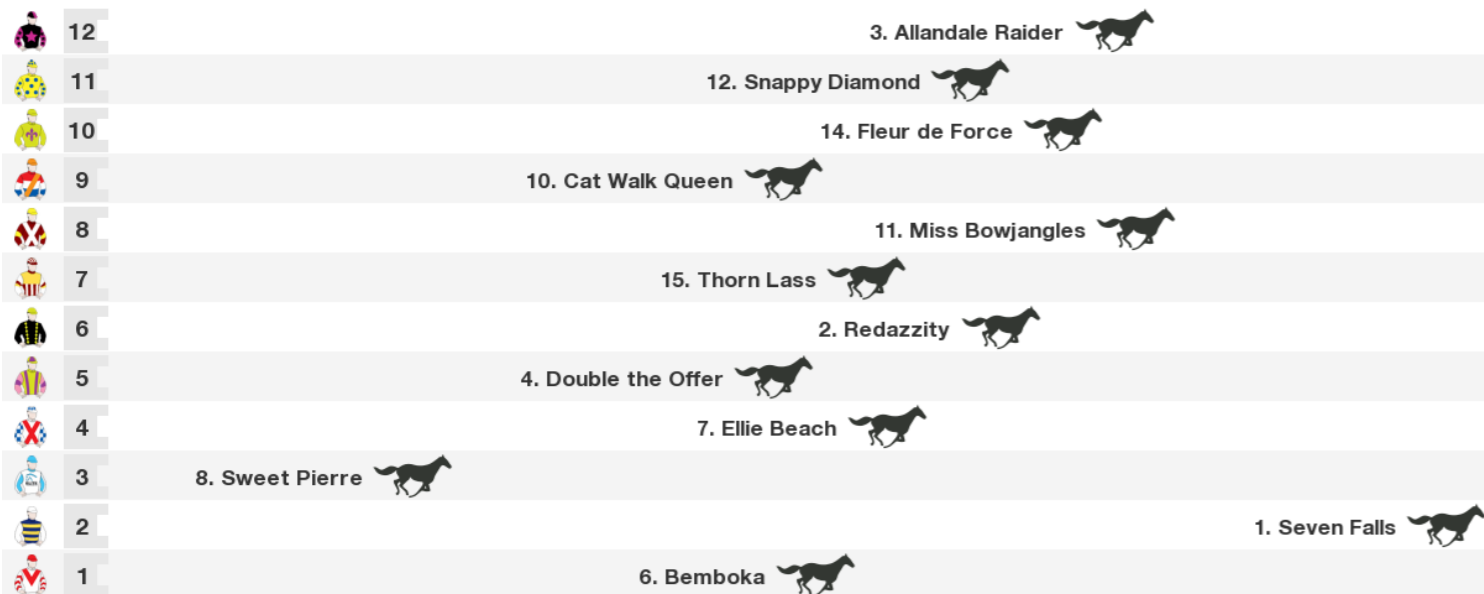 12 3. Allandale Raider
11 12. Snappy Diamond
10 14. Fleur de Force
9 10. Cat Walk Queen
8 11. Miss Bowjangles
7 15. Thorn Lass
6 2. Redazzity
5 4. Double the Offer
4 7. Ellie Beach
3 8. Sweet Pierre
2 1. Seven Falls
1 6. Bemboka